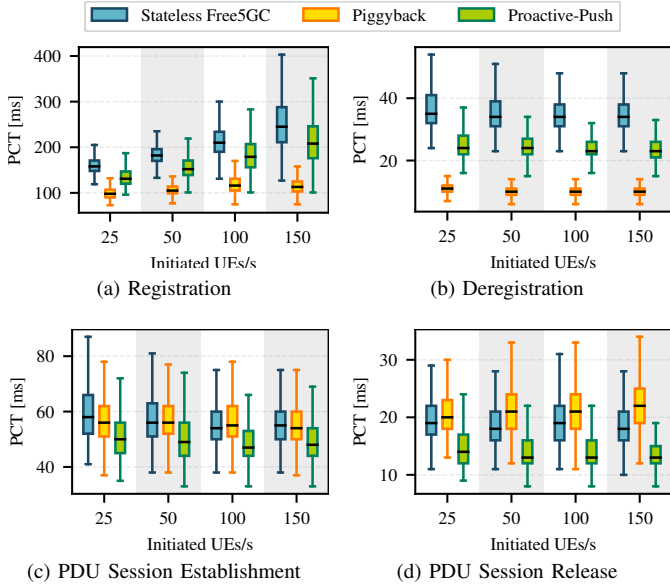 Stateless Free5GC Piggyback Proactive-Push
400
300
200
100
PCT [ms]
25 50 100 150
Initiated UEs/s
(a) Registration
40
20
PCT [ms]
25 50 100 150
Initiated UEs/s
(b) Deregistration
80
60
40
PCT [ms]
25 50 100 150
Initiated UEs/s
(c) PDU Session Establishment
30
20
10
PCT [ms]
25 50 100 150
Initiated UEs/s
(d) PDU Session Release